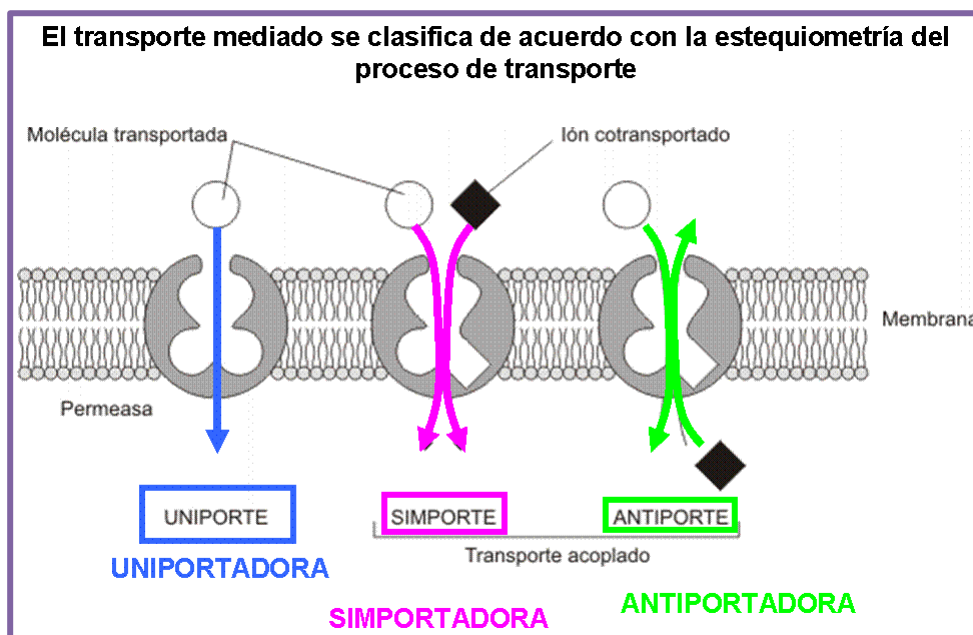 El transporte mediado se clasifica de acuerdo con la estequiometría del
proceso de transporte
Molécula transportada
Ión cotransportado
Membrana
Permeasa
UNIPORTE
SIMPORTE
ANTIPORTE
Transporte acoplado
UNIPORTADORA
SIMPORTADORA
ANTIPORTADORA